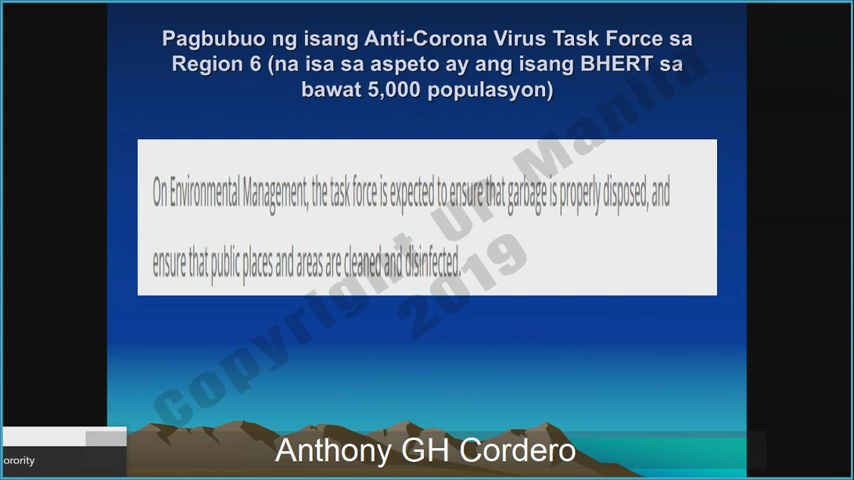 Pagbubuo ng isang Anti-Corona Virus Task Force sa
Region 6 (na isa sa aspeto ay ang isang BHERT sa
bawat 5,000 populasyon)
On Environmental Management, the task force is expected to ensure that garbage is properly disposed, and
ensure that public places and areas are cleaned and disinfected.
Copyright UP Manila
2019
Anthony GH Cordero
orority